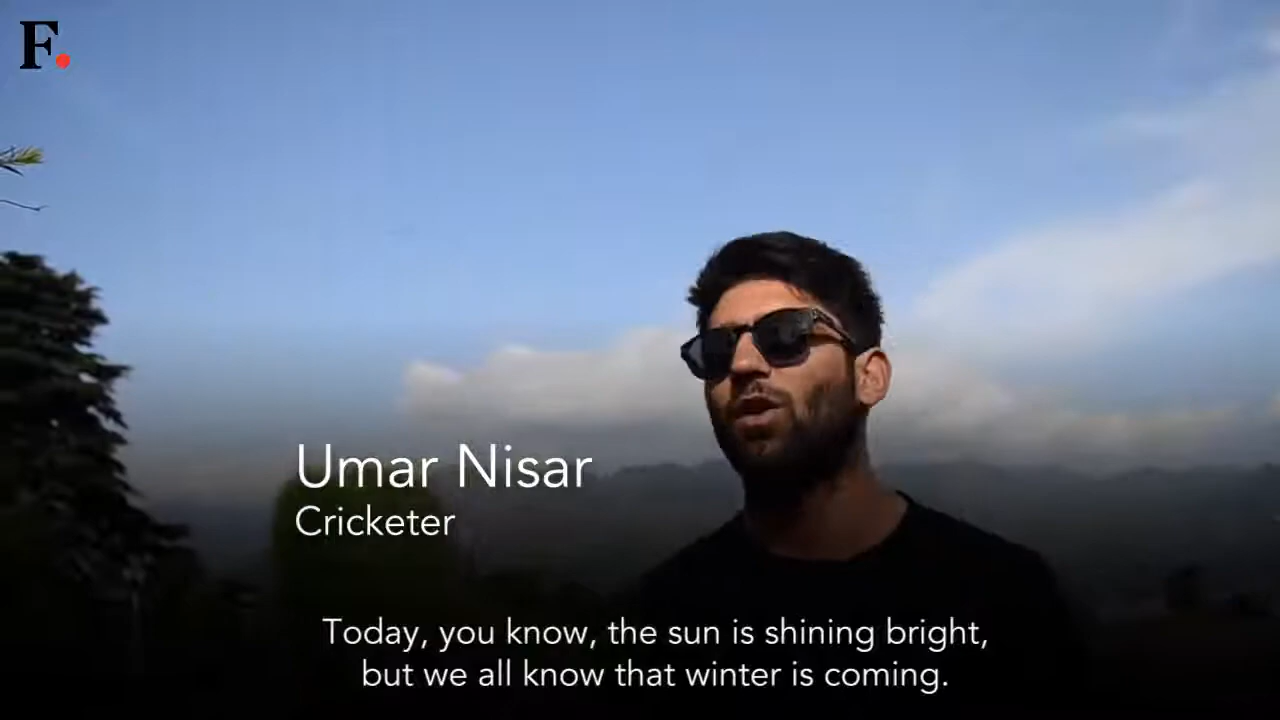 F.
Umar Nisar
Cricketer
Today, you know, the sun is shining bright,
but we all know that winter is coming.